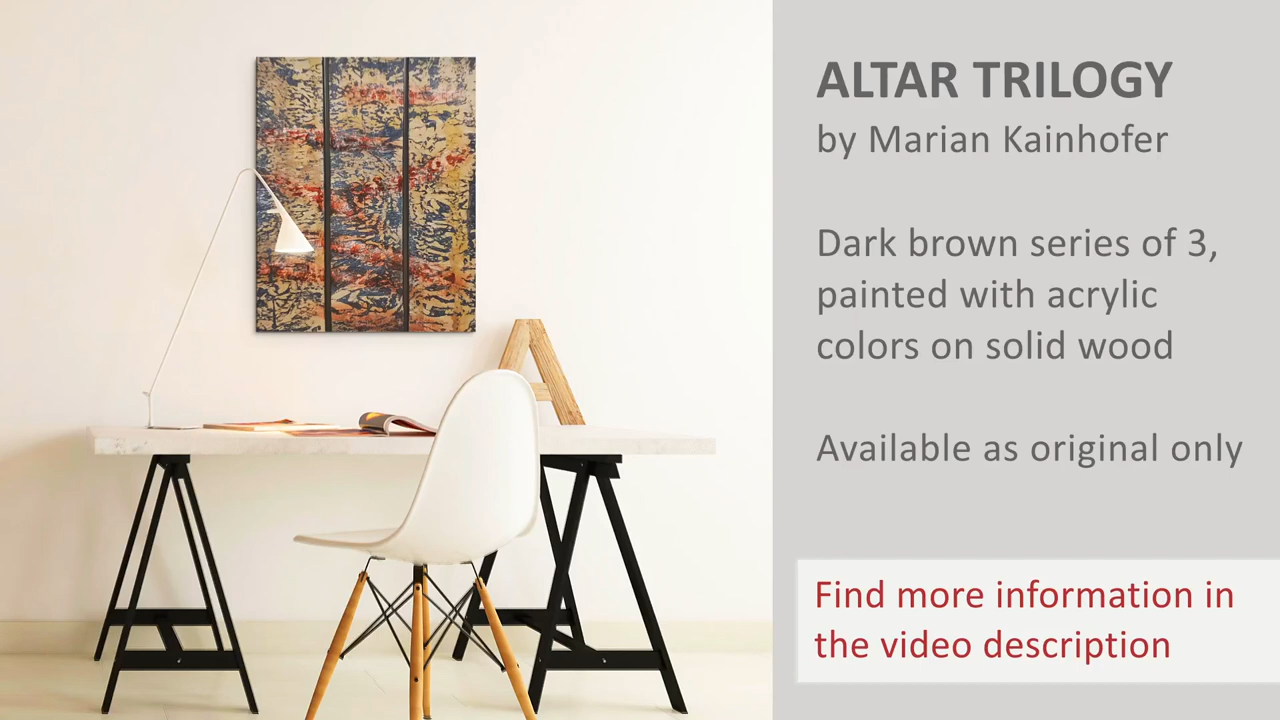 ALTAR TRILOGY
by Marian Kainhofer
Dark brown series of 3,
painted with acrylic
colors on solid wood
Available as original only
Find more information in
the video description